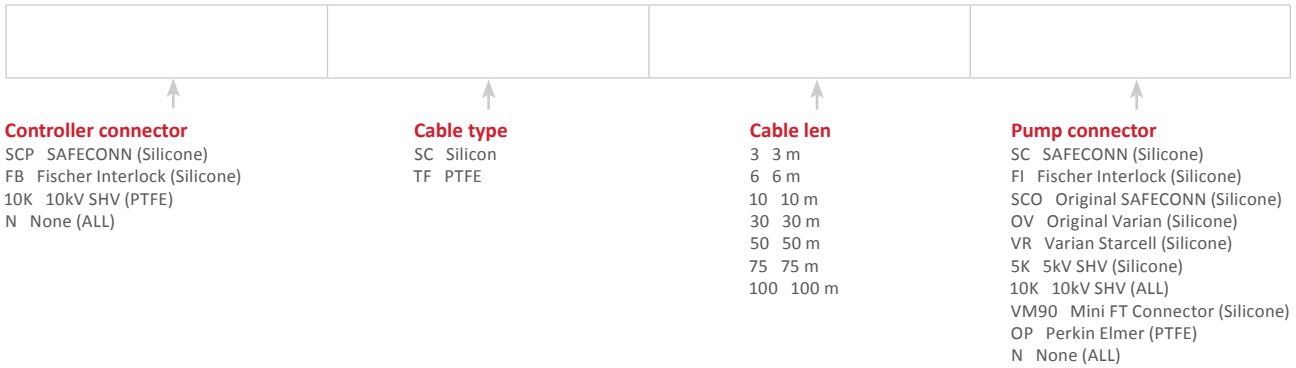 Controller connector
SCP SAFECONN (Silicone)
FB Fischer Interlock (Silicone)
10K 10kV SHV (PTFE)
N None (ALL)
Cable type
SC Silicon
TF PTFE
Cable len
3 3 m
6 6 m
10 10 m
30 30 m
50 50 m
75 75 m
100 100 m
Pump connector
SC SAFECONN (Silicone)
FI Fischer Interlock (Silicone)
SCO Original SAFECONN (Silicone)
OV Original Varian (Silicone)
VR Varian Starcell (Silicone)
5K 5kV SHV (Silicone)
10K 10kV SHV (ALL)
VM90 Mini FT Connector (Silicone)
OP Perkin Elmer (PTFE)
N None (ALL)